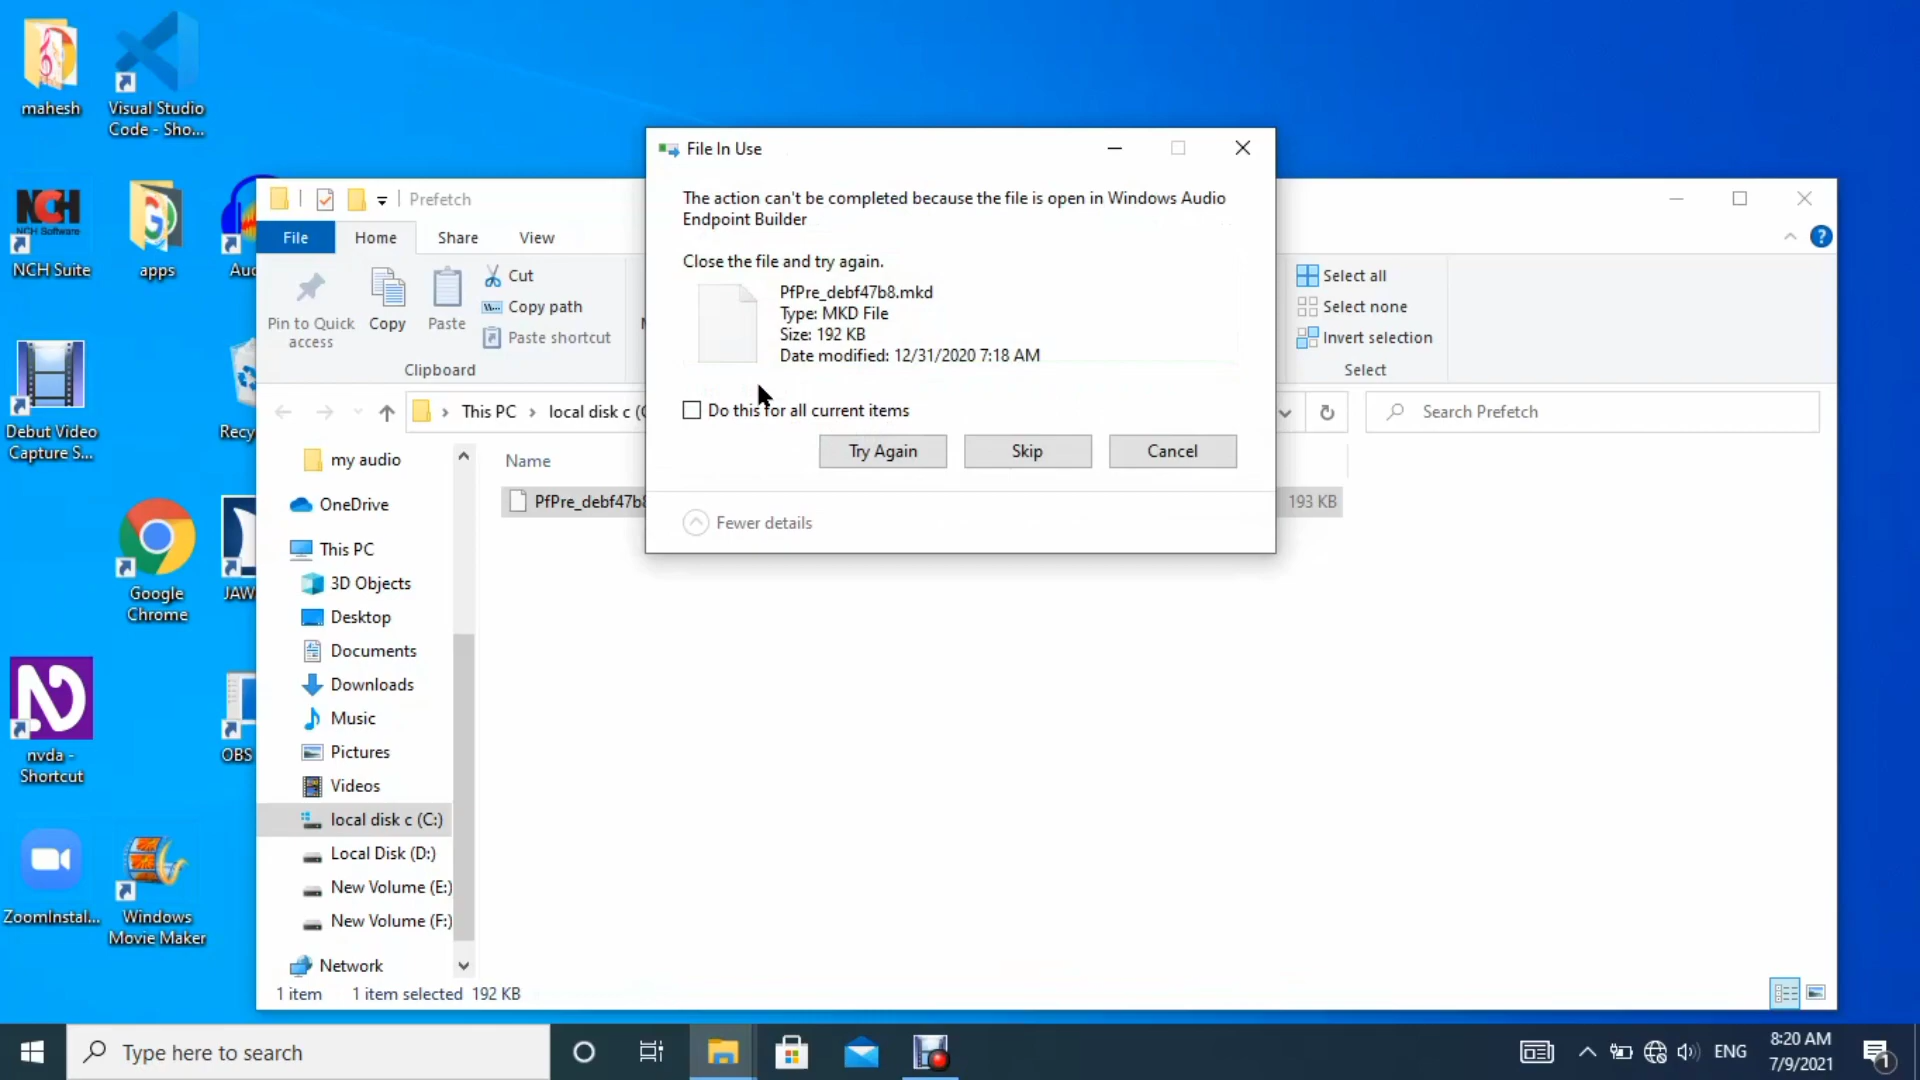 mahesh
Visual Studio
Code - Sho...
NCH
NCH Software
NCH Suite
apps
Auc
Debut Video
Capture S...
Recy
Google
Chrome
JAW
nvda -
Shortcut
OBS
ZoomInstal...
Windows
Movie Maker
Prefetch
File
Home
Share
View
Pin to Quick
access
Copy
Paste
Cut
Copy path
Paste shortcut
Clipboard
Select all
Select none
Invert selection
Select
This PC
local disk c (C
Search Prefetch
my audio
OneDrive
This PC
3D Objects
Desktop
Documents
Downloads
Music
Pictures
Videos
local disk c (C:)
Local Disk (D:)
New Volume (E:)
New Volume (F:)
Network
Name
PfPre_debf47b8
193 KB
1 item
1 item selected 192 KB
File In Use
The action can't be completed because the file is open in Windows Audio
Endpoint Builder
Close the file and try again.
PfPre_debf47b8.mkd
Type: MKD File
Size: 192 KB
Date modified: 12/31/2020 7:18 AM
Do this for all current items
Try Again
Skip
Cancel
Fewer details
Type here to search
ENG
8:20 AM
7/9/2021
1